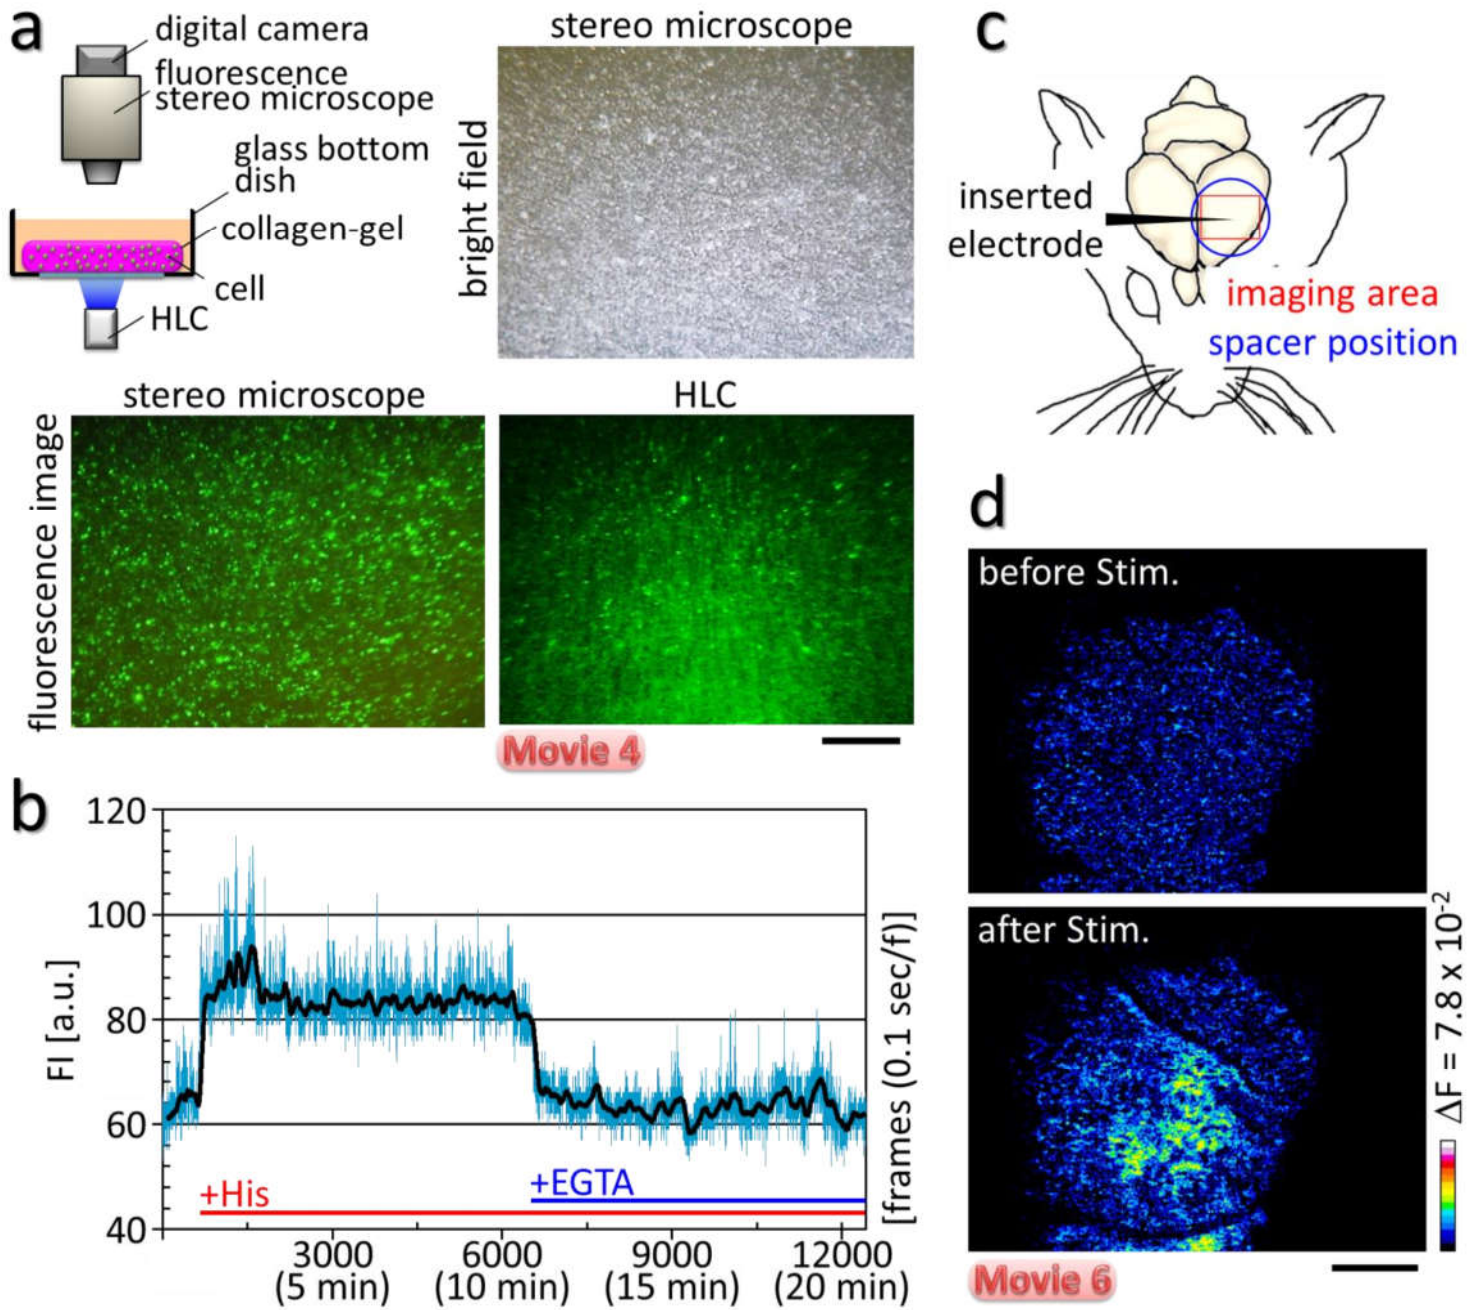 a
digital camera
fluorescence
stereo microscope
glass bottom
dish
collagen-gel
cell
HLC
stereo microscope
bright field
stereo microscope
HLC
fluorescence image
Movie 4
b
120
100
80
60
40
FI [a.u.]
+His
+EGTA
3000
(5 min)
6000
(10 min)
9000
(15 min)
12000
(20 min)
[frames (0.1 sec/f)]
c
inserted
electrode
imaging area
spacer position
d
before Stim.
after Stim.
ΔF = 7.8 x 10⁻²
Movie 6